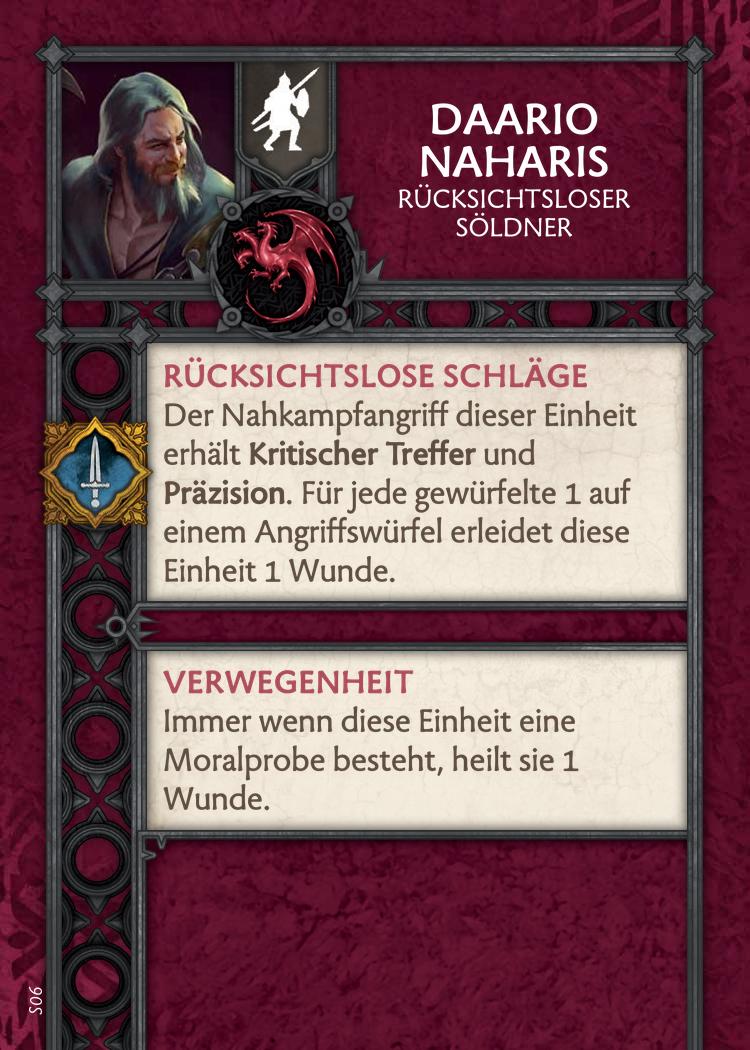 DAARIO
NAHARIS
RÜCKSICHTSLOSER
SÖLDNER
RÜCKSICHTSLOSE SCHLÄGE
Der Nahkampfangriff dieser Einheit
erhält Kritischer Treffer und
Präzision. Für jede gewürfelte 1 auf
einem Angriffswürfel erleidet diese
Einheit 1 Wunde.
VERWEGENHEIT
Immer wenn diese Einheit eine
Moralprobe besteht, heilt sie 1
Wunde.
S06